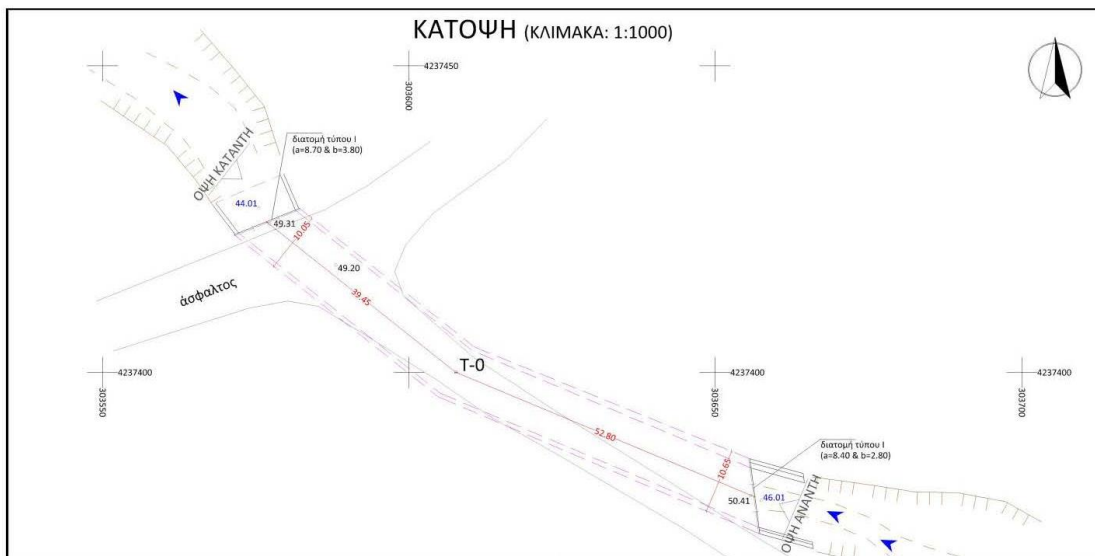 ΚΑΤΟΨΗ (ΚΛΙΜΑΚΑ: 1:1000)
4237450
303600
διατομή τύπου Ι
(a=8.70 & b=3.80)
ΟΨΗ ΚΑΤΑΝΤΗ
44.01
49.31
10.05
49.20
39.45
άσφαλτος
T-0
4237400
303550
4237400
303650
4237400
303700
52.80
διατομή τύπου Ι
(a=8.40 & b=2.80)
10.65
50.41
46.01
ΟΨΗ ΑΝΑΝΤΗ